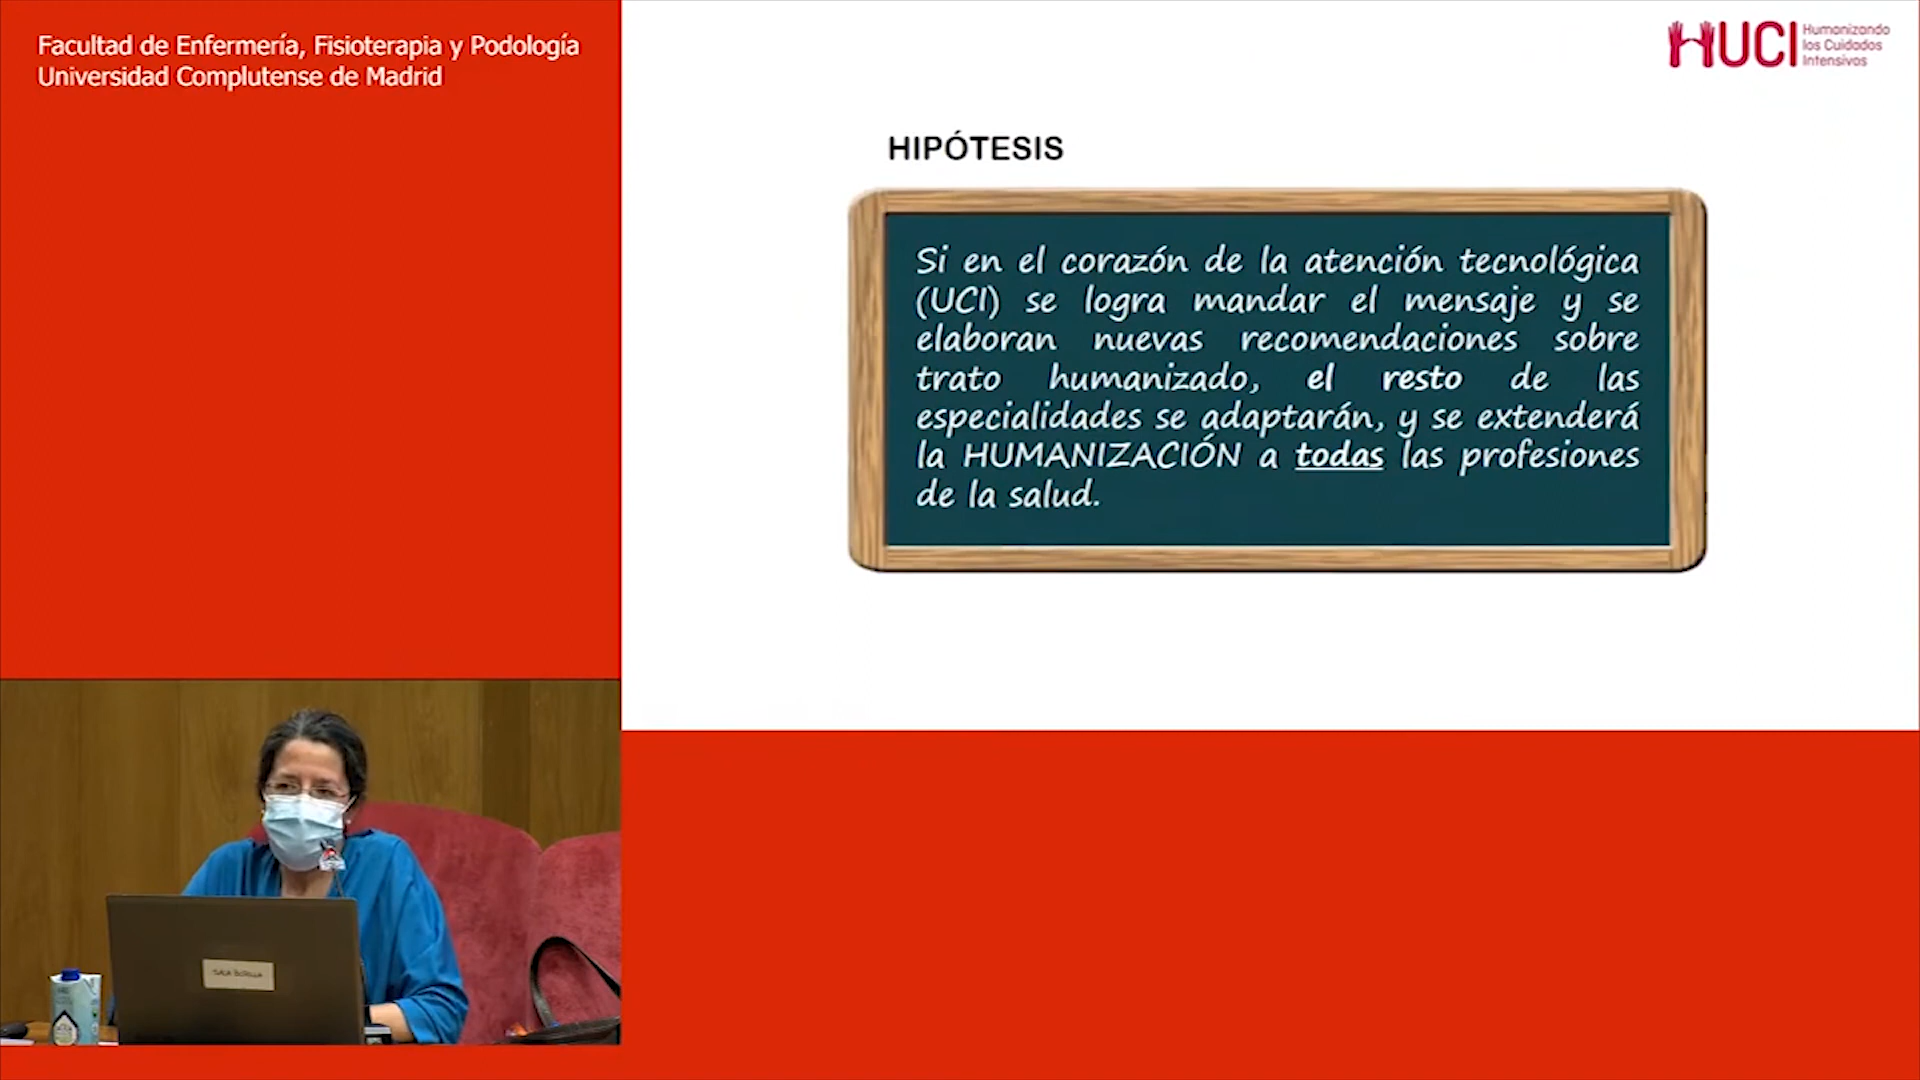 Facultad de Enfermería, Fisioterapia y Podología
Universidad Complutense de Madrid
HUCI
Humanizando
los Cuidados
Intensivos
HIPÓTESIS
Si en el corazón de la atención tecnológica
(UCI) se logra mandar el mensaje y se
elaboran nuevas recomendaciones sobre
trato humanizado, el resto de las
especialidades se adaptarán, y se extenderá
la HUMANIZACIÓN a todas las profesiones
de la salud.